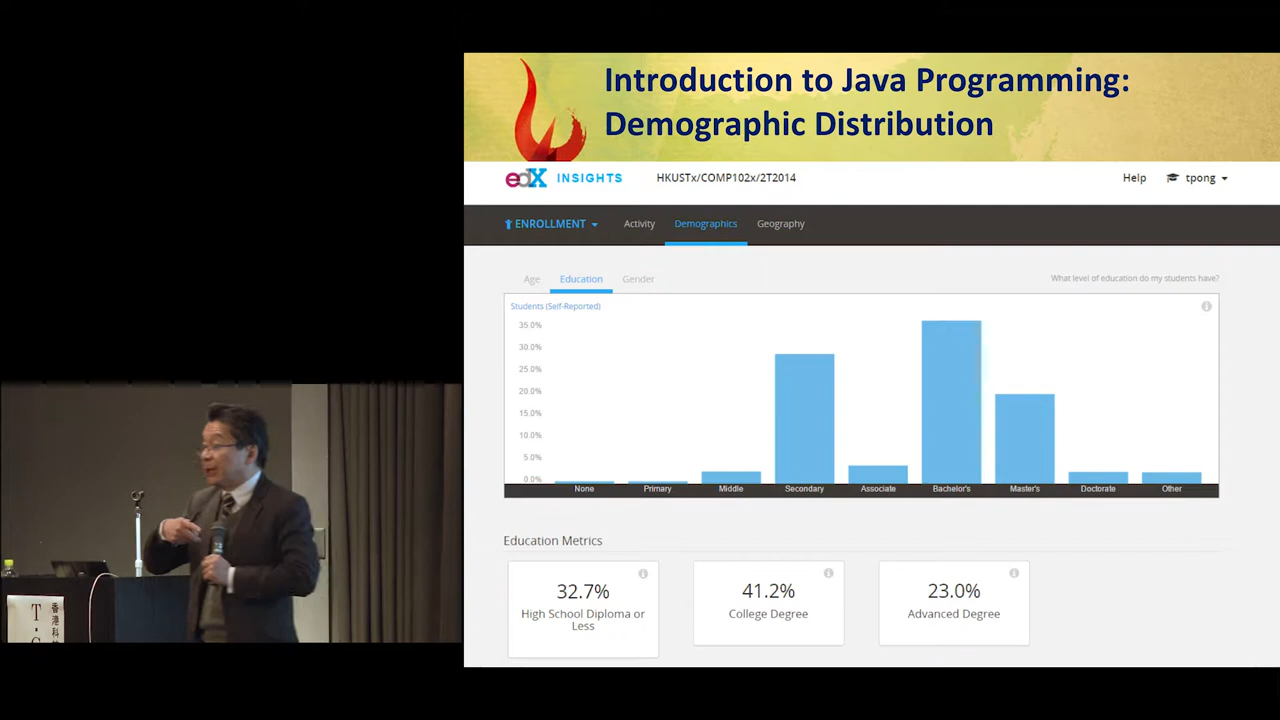 Introduction to Java Programming:
Demographic Distribution
edX INSIGHTS
HKUSTx/COMP102x/2T2014
Help
tpong
ENROLLMENT
Activity
Demographics
Geography
Age
Education
Gender
What level of education do my students have?
Students (Self-Reported)
35.0%
30.0%
25.0%
20.0%
15.0%
10.0%
5.0%
0.0%
None
Primary
Middle
Secondary
Associate
Bachelor's
Master's
Doctorate
Other
Education Metrics
32.7%
High School Diploma or
Less
41.2%
College Degree
23.0%
Advanced Degree
T
香港科